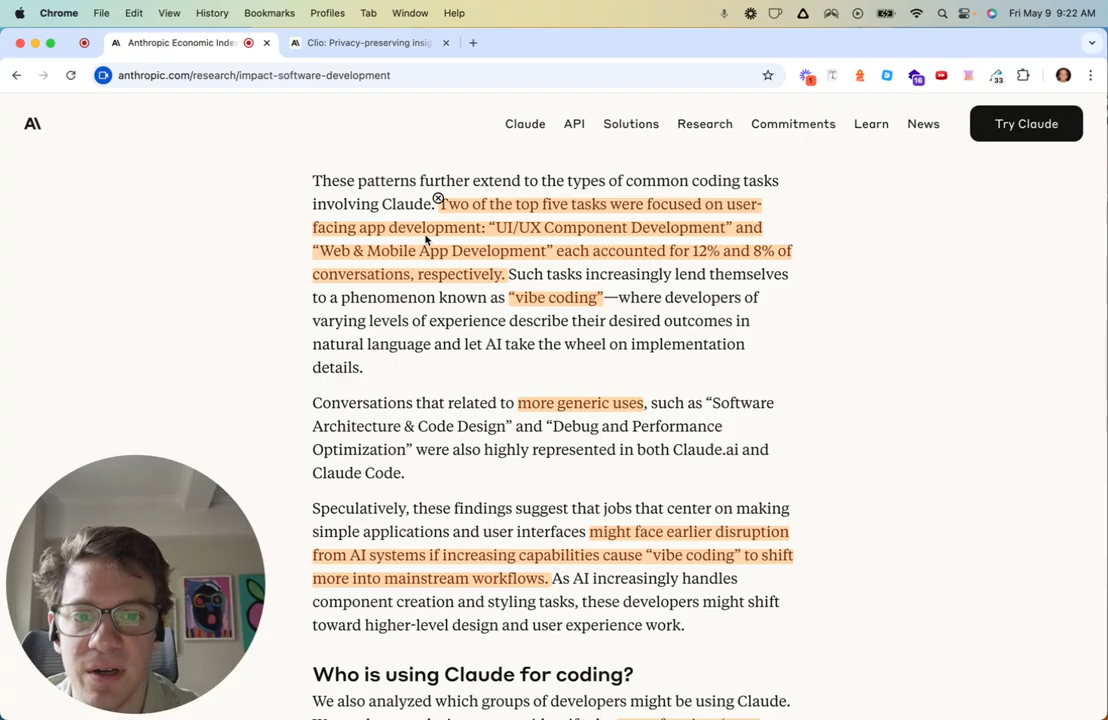 Chrome File Edit View History Bookmarks Profiles Tab Window Help Fri May 9 9:22 AM
Anthropic Economic Inde Clio: Privacy-preserving insig
anthropic.com/research/impact-software-development 1 16 33
Claude API Solutions Research Commitments Learn News Try Claude
These patterns further extend to the types of common coding tasks
involving Claude. Two of the top five tasks were focused on user-
facing app development: “UI/UX Component Development” and
“Web & Mobile App Development” each accounted for 12% and 8% of
conversations, respectively. Such tasks increasingly lend themselves
to a phenomenon known as “vibe coding”—where developers of
varying levels of experience describe their desired outcomes in
natural language and let AI take the wheel on implementation
details.
Conversations that related to more generic uses, such as “Software
Architecture & Code Design” and “Debug and Performance
Optimization” were also highly represented in both Claude.ai and
Claude Code.
Speculatively, these findings suggest that jobs that center on making
simple applications and user interfaces might face earlier disruption
from AI systems if increasing capabilities cause “vibe coding” to shift
more into mainstream workflows. As AI increasingly handles
component creation and styling tasks, these developers might shift
toward higher-level design and user experience work.
Who is using Claude for coding?
We also analyzed which groups of developers might be using Claude.